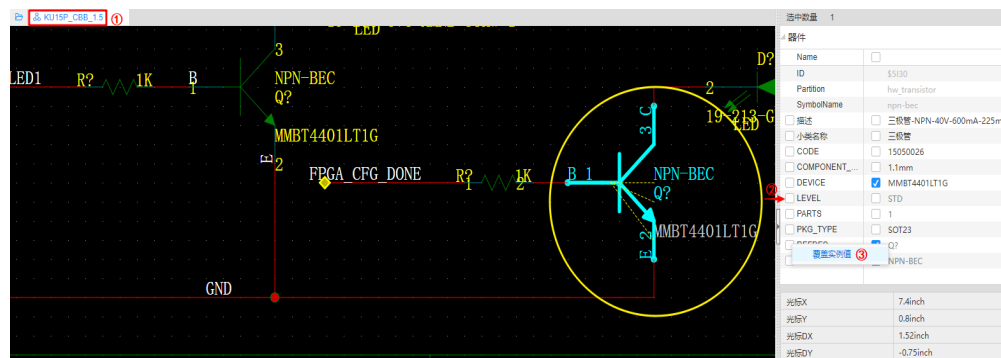 KU15P_CBB_1.5 ①
LED
3
LED1
R?
1K
B
1
NPN-BEC
Q?
MMBT4401LT1G
E
2
FPGA_CFG_DONE
R?
1
1K
2
B 1
3 C
NPN-BEC
Q?
MMBT4401LT1G
E 2
D?
2
19-213-G
LED
GND
选中数量 1
器件
Name
ID $5I30
Partition hw_transistor
SymbolName npn-bec
描述 三极管-NPN-40V-600mA-225m
小类名称 三极管
CODE 15050026
COMPONENT_... 1.1mm
DEVICE MMBT4401LT1G
② LEVEL STD
PARTS 1
PKG_TYPE SOT23
REFDES Q?
覆盖实例值 ③ NPN-BEC
光标X 7.4inch
光标Y 0.8inch
光标DX 1.52inch
光标DY -0.75inch